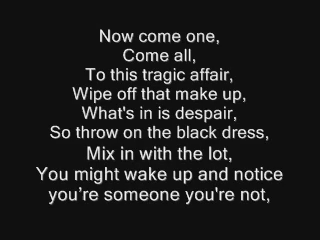 Now come one,
Come all,
To this tragic affair,
Wipe off that make up,
What's in is despair,
So throw on the black dress,
Mix in with the lot,
You might wake up and notice
you’re someone you're not,